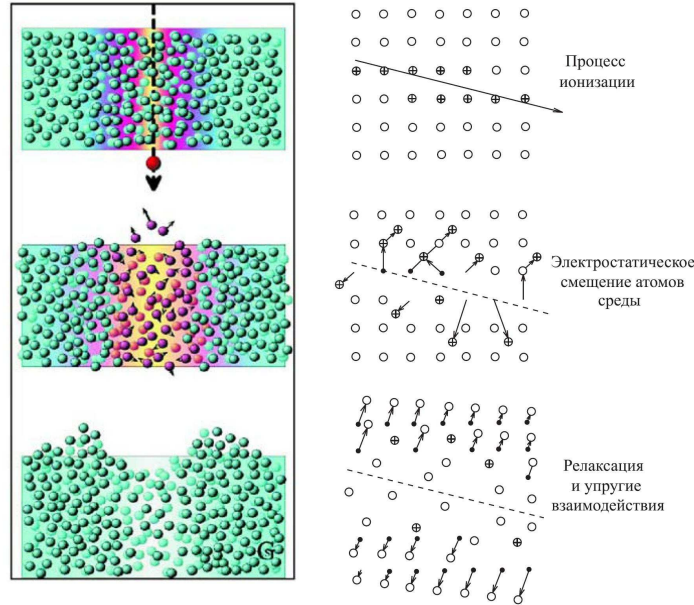 Процесс
ионизации
Электростатическое
смещение атомов
среды
Релаксация
и упругие
взаимодействия
G